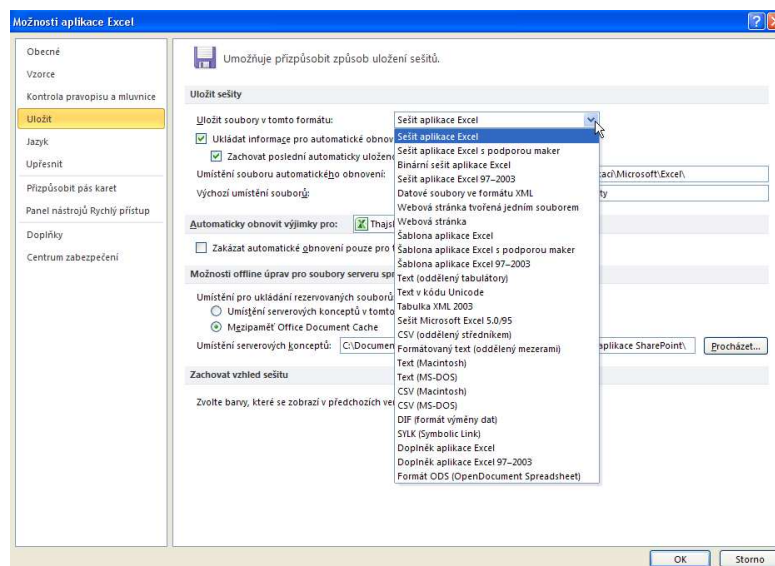 Možnosti aplikace Excel
Obecné
Vzorce
Kontrola pravopisu a mluvnice
Uložit
Jazyk
Upřesnit
Přizpůsobit pás karet
Panel nástrojů Rychlý přístup
Doplňky
Centrum zabezpečení
Umožňuje přizpůsobit způsob uložení sešitů.
Uložit sešity
Uložit soubory v tomto formátu: Sešit aplikace Excel
Ukládat informace pro automatické obnov
Zachovat poslední automaticky uložen
Umístění souboru automatického obnovení: kací\Microsoft\Excel\
Výchozí umístění souborů: ty
Automaticky obnovit výjimky pro: Thajs
Zakázat automatické obnovení pouze pro
Možnosti offline úprav pro soubory serveru spr
Umístění pro ukládání rezervovaných souborů
Umístění serverových konceptů v tomto
Mezipaměť Office Document Cache
Umístění serverových konceptů: C:\Documen aplikace SharePoint\ Procházet...
Zachovat vzhled sešitu
Zvolte barvy, které se zobrazí v předchozích ve
Sešit aplikace Excel
Sešit aplikace Excel s podporou maker
Binární sešit aplikace Excel
Sešit aplikace Excel 97–2003
Datové soubory ve formátu XML
Webová stránka tvořená jedním souborem
Webová stránka
Šablona aplikace Excel
Šablona aplikace Excel s podporou maker
Šablona aplikace Excel 97–2003
Text (oddělený tabulátory)
Text v kódu Unicode
Tabulka XML 2003
Sešit Microsoft Excel 5.0/95
CSV (oddělený středníkem)
Formátovaný text (oddělený mezerami)
Text (Macintosh)
Text (MS-DOS)
CSV (Macintosh)
CSV (MS-DOS)
DIF (formát výměny dat)
SYLK (Symbolic Link)
Doplněk aplikace Excel
Doplněk aplikace Excel 97–2003
Formát ODS (OpenDocument Spreadsheet)
OK
Storno